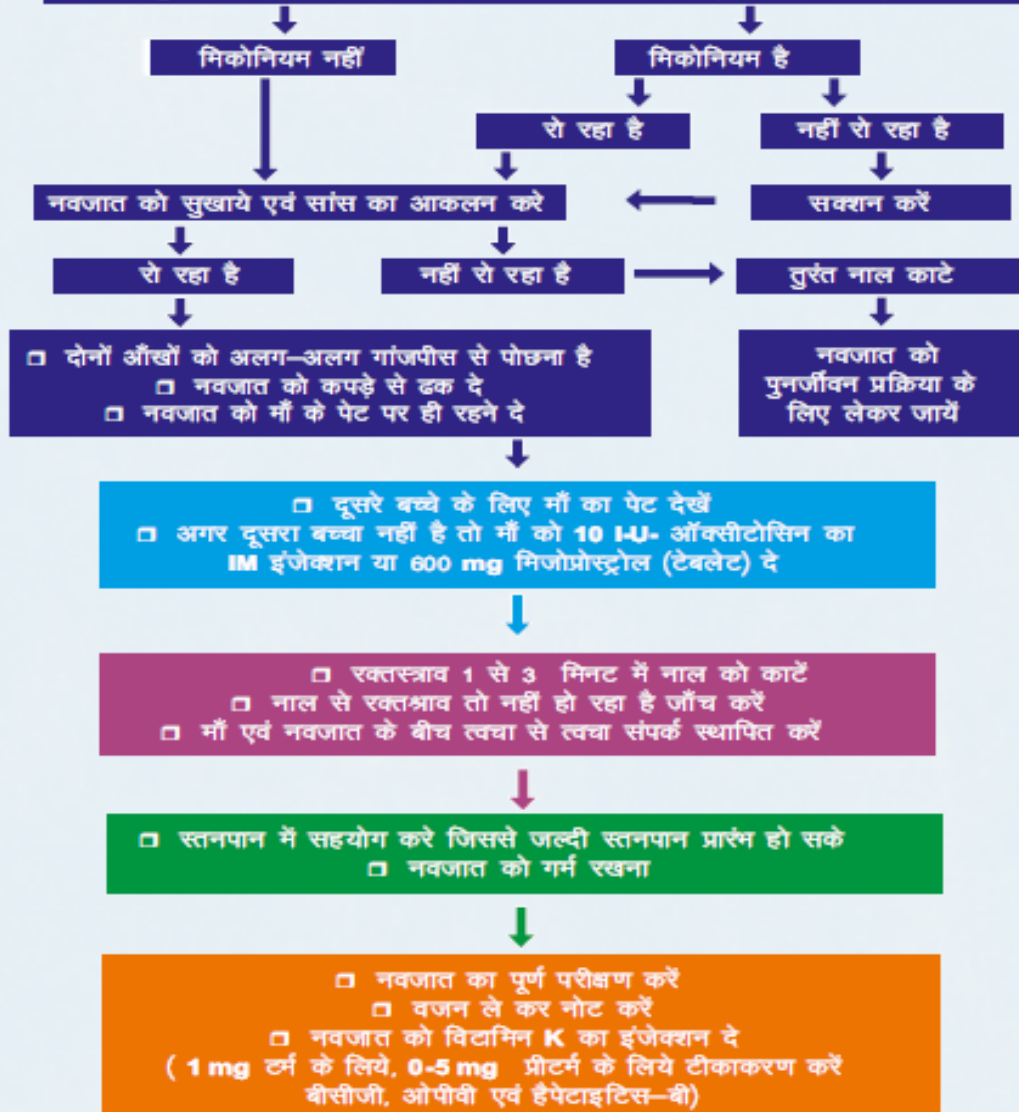 मिकोनियम नहीं
मिकोनियम है
रो रहा है
नहीं रो रहा है
नवजात को सुखाये एवं सांस का आकलन करे
सक्शन करें
रो रहा है
नहीं रो रहा है
तुरंत नाल काटे
□ दोनों आँखों को अलग–अलग गांजपीस से पोछना है
□ नवजात को कपड़े से ढक दे
□ नवजात को माँ के पेट पर ही रहने दे
नवजात को
पुनर्जीवन प्रक्रिया के
लिए लेकर जायें
□ दूसरे बच्चे के लिए माँ का पेट देखें
□ अगर दूसरा बच्चा नहीं है तो माँ को 10 I-U- ऑक्सीटोसिन का
IM इंजेक्शन या 600 mg मिजोप्रोस्ट्रोल (टेबलेट) दे
□ रक्तस्त्राव 1 से 3 मिनट में नाल को काटें
□ नाल से रक्तश्राव तो नहीं हो रहा है जाँच करें
□ माँ एवं नवजात के बीच त्वचा से त्वचा संपर्क स्थापित करें
□ स्तनपान में सहयोग करे जिससे जल्दी स्तनपान प्रारंभ हो सके
□ नवजात को गर्म रखना
□ नवजात का पूर्ण परीक्षण करें
□ वजन ले कर नोट करें
□ नवजात को विटामिन K का इंजेक्शन दे
( 1 mg टर्म के लिये, 0-5 mg प्रीटर्म के लिये टीकाकरण करें
बीसीजी, ओपीवी एवं हैपेटाइटिस–बी)